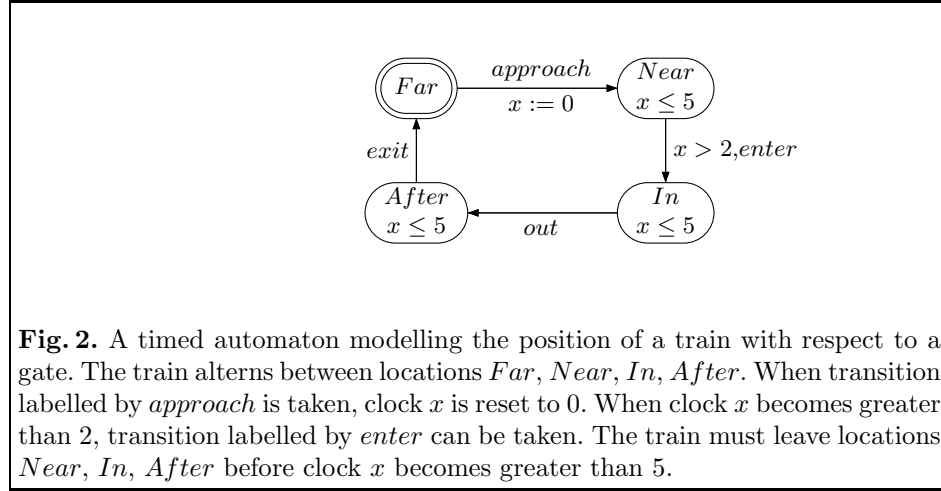 Far
approach
x := 0
Near
x ≤ 5
exit
x > 2,enter
After
x ≤ 5
out
In
x ≤ 5
Fig. 2. A timed automaton modelling the position of a train with respect to a
gate. The train alterns between locations Far, Near, In, After. When transition
labelled by approach is taken, clock x is reset to 0. When clock x becomes greater
than 2, transition labelled by enter can be taken. The train must leave locations
Near, In, After before clock x becomes greater than 5.